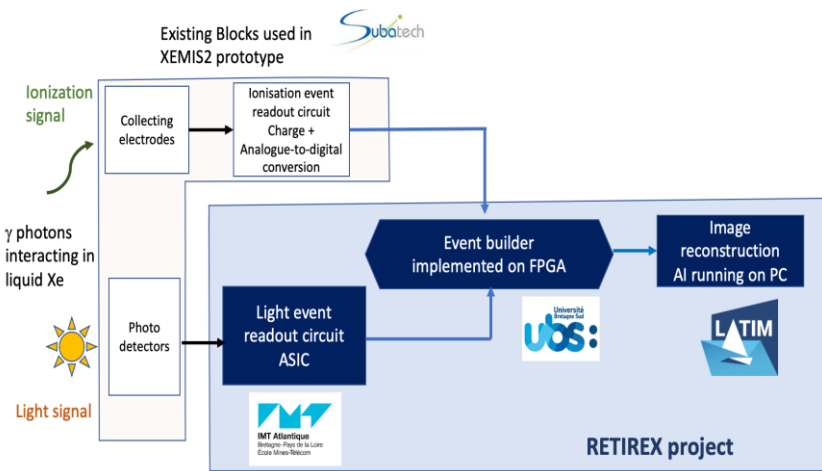 Existing Blocks used in
XEMIS2 prototype
Subatech
Ionization
signal
Collecting
electrodes
Ionisation event
readout circuit
Charge +
Analogue-to-digital
conversion
γ photons
interacting in
liquid Xe
Event builder
implemented on FPGA
Image
reconstruction
AI running on PC
Photo
detectors
Light event
readout circuit
ASIC
Université
Bretagne Sud
ubs:
LATIM
Light signal
IMT Atlantique
Bretagne-Pays de la Loire
École Mines-Télécom
RETIREX project